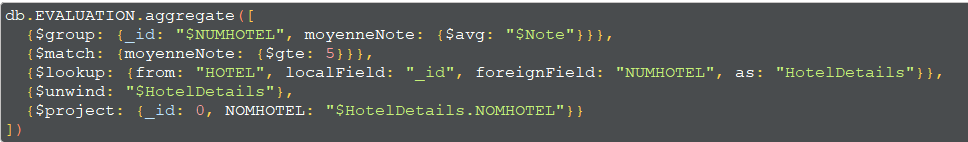 db.EVALUATION.aggregate([
  {$group: {_id: "$NUMHOTEL", moyenneNote: {$avg: "$Note"}}},
  {$match: {moyenneNote: {$gte: 5}}},
  {$lookup: {from: "HOTEL", localField: "_id", foreignField: "NUMHOTEL", as: "HotelDetails"}},
  {$unwind: "$HotelDetails"},
  {$project: {_id: 0, NOMHOTEL: "$HotelDetails.NOMHOTEL"}}
])